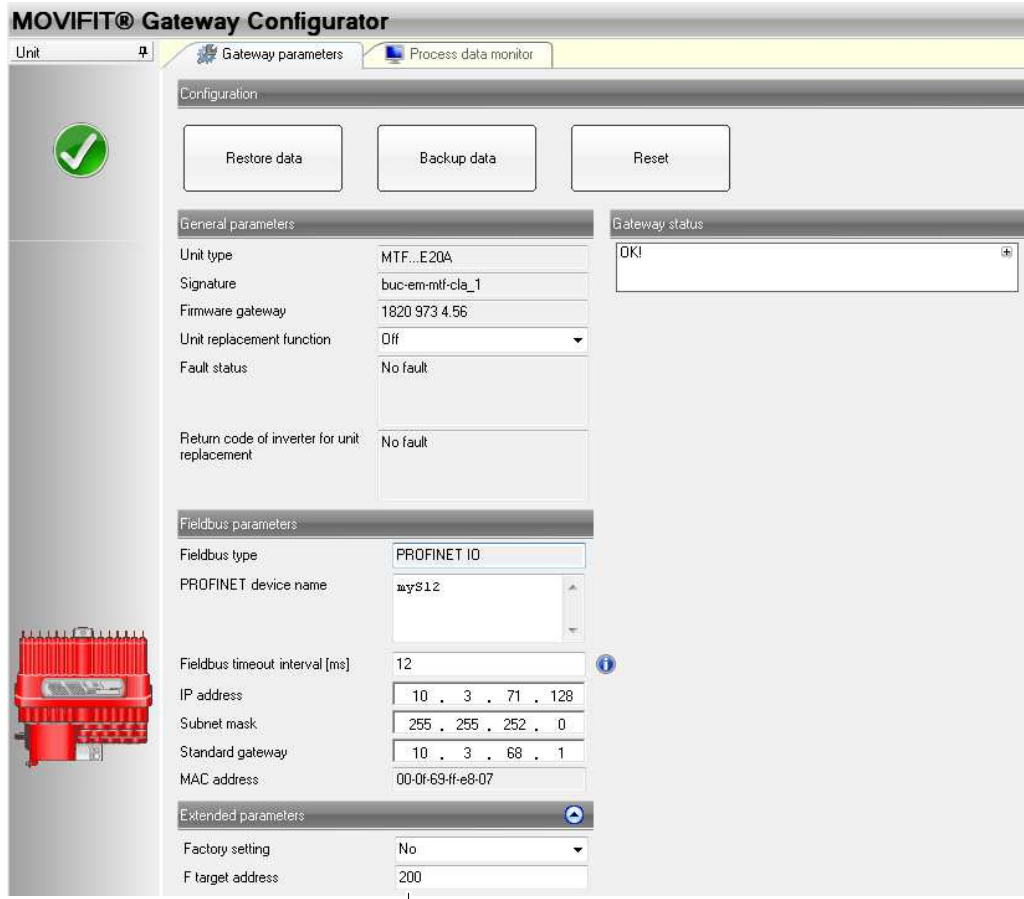 MOVIFIT® Gateway Configurator
Unit
Gateway parameters
Process data monitor
Configuration
Restore data
Backup data
Reset
General parameters
Gateway status
Unit type
MTF...E20A
OK!
Signature
buc-em-mtf-cla_1
Firmware gateway
1820 973 4.56
Unit replacement function
Off
Fault status
No fault
Return code of inverter for unit
replacement
No fault
Fieldbus parameters
Fieldbus type
PROFINET IO
PROFINET device name
myS12
Fieldbus timeout interval [ms]
12
IP address
10 . 3 . 71 . 128
Subnet mask
255 . 255 . 252 . 0
Standard gateway
10 . 3 . 68 . 1
MAC address
00-0f-69-ff-e8-07
Extended parameters
Factory setting
No
F target address
200